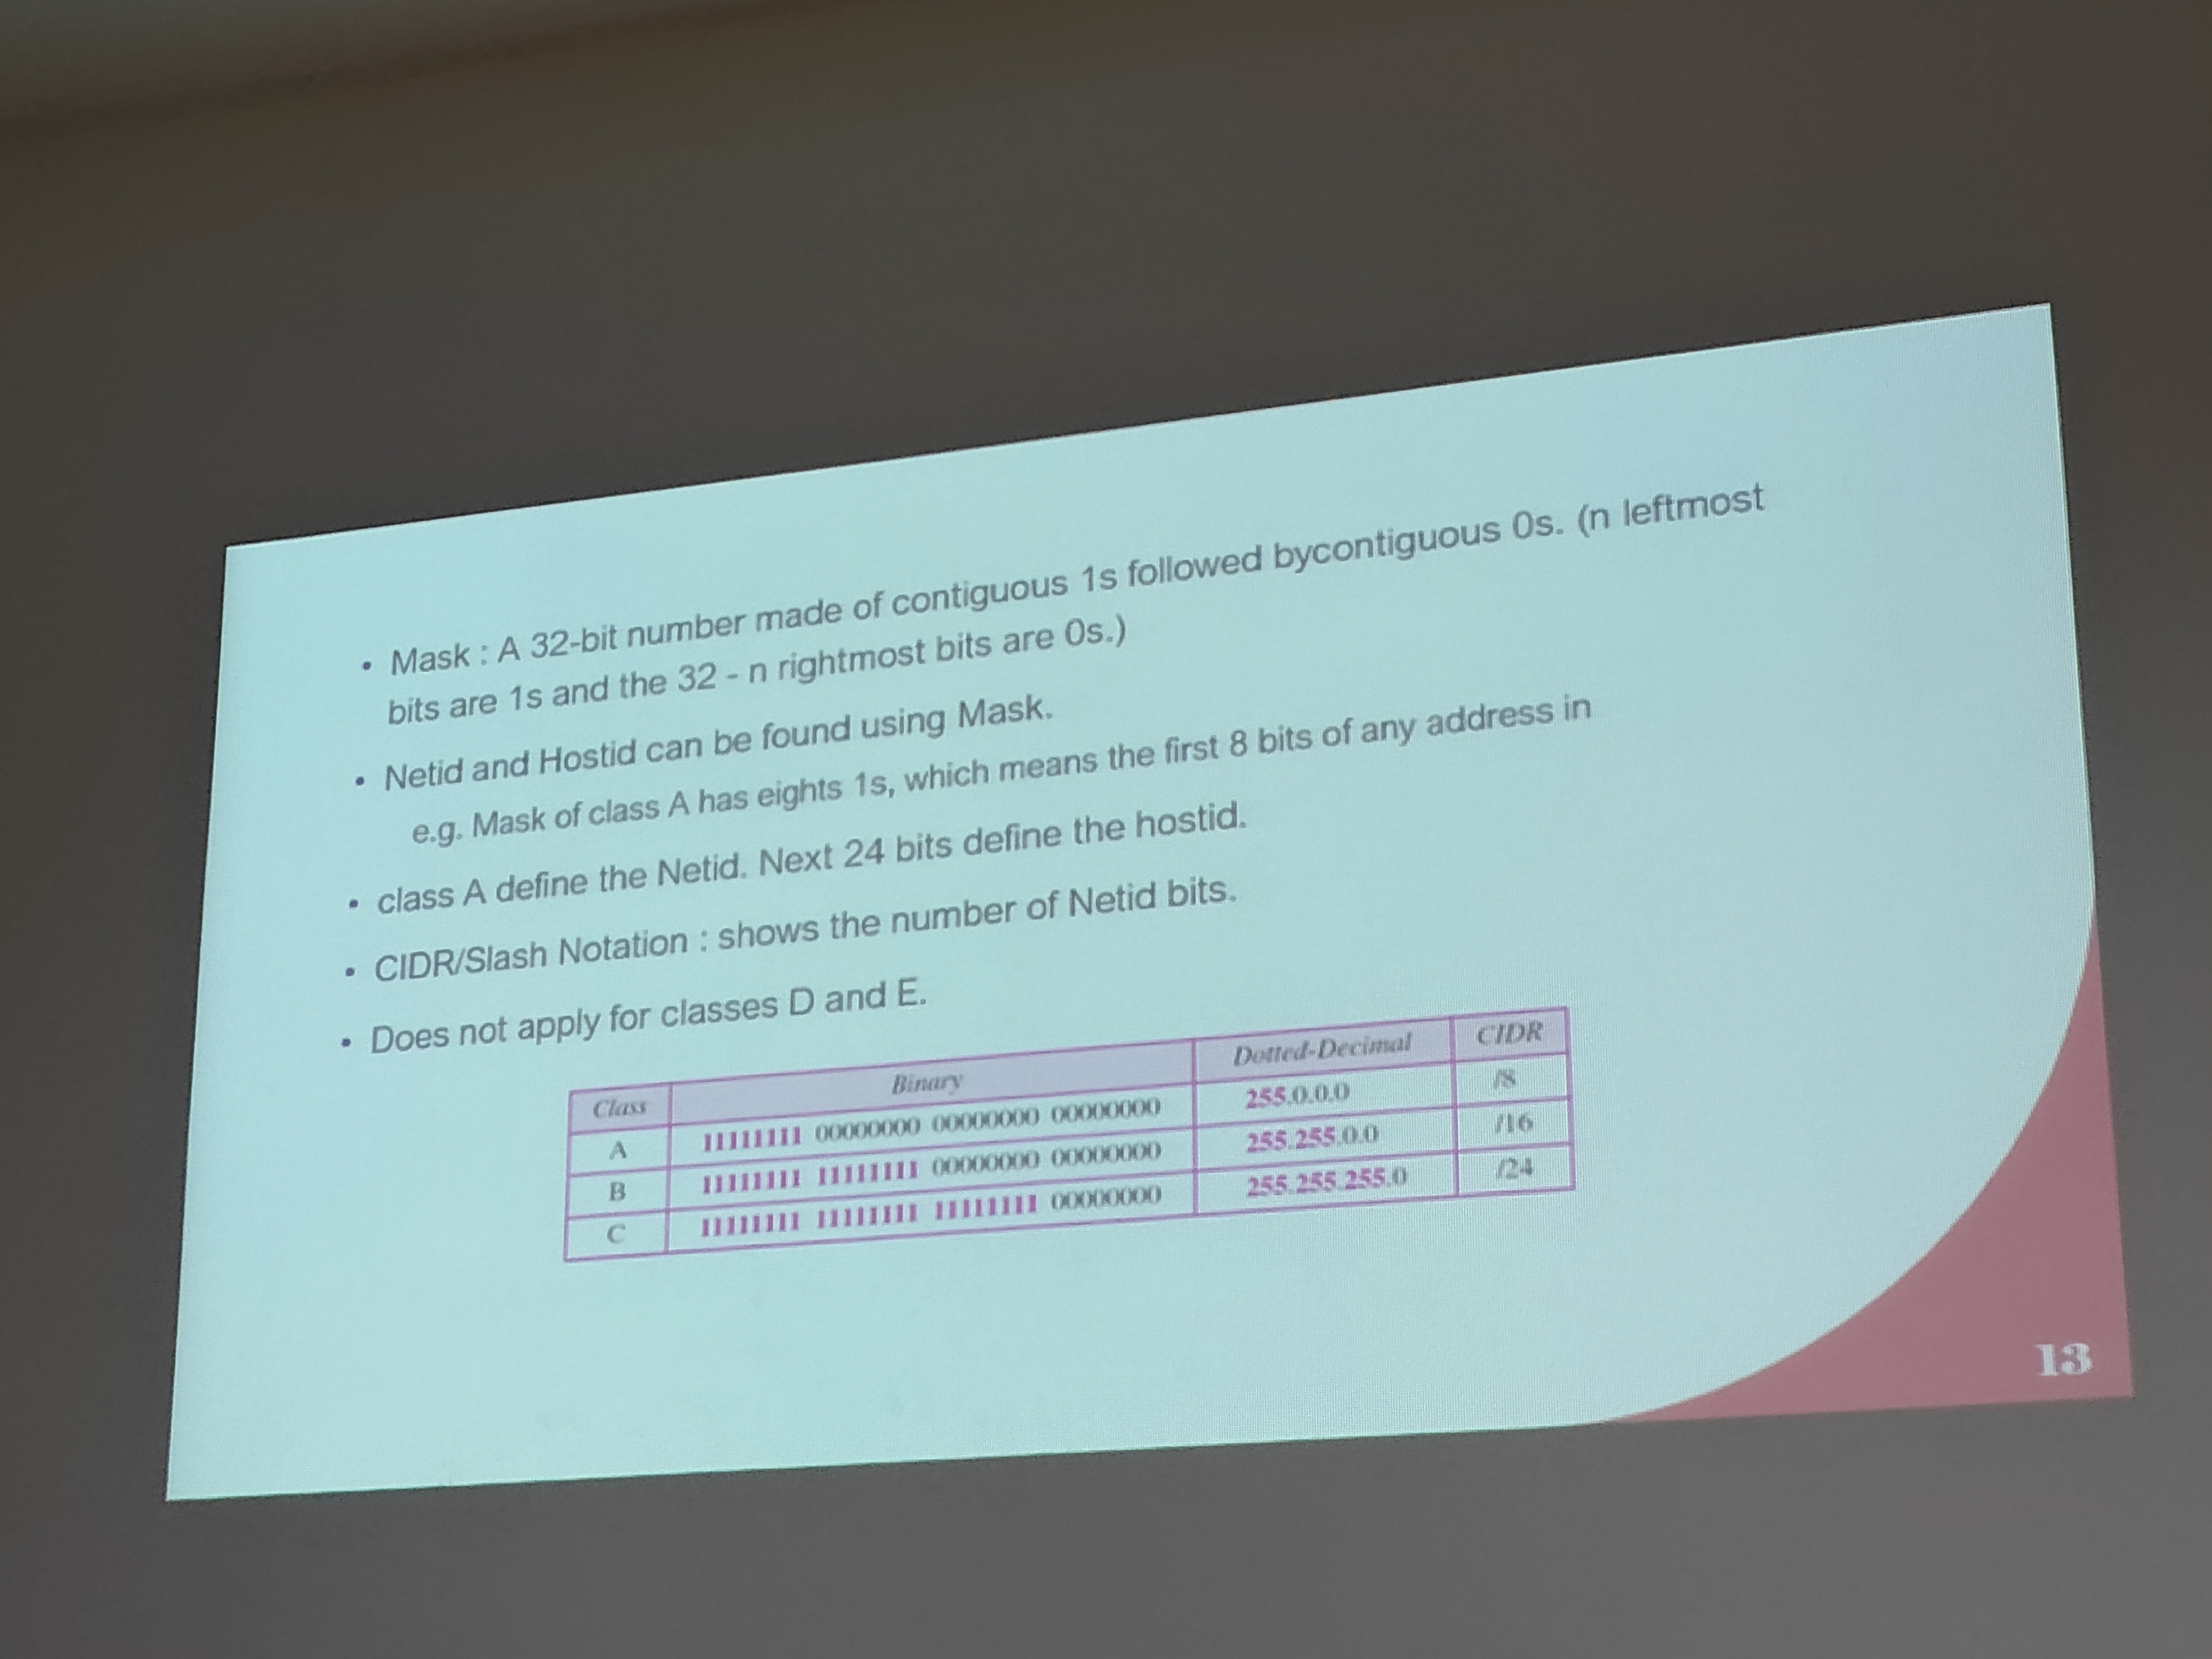 • Mask : A 32-bit number made of contiguous 1s followed bycontiguous 0s. (n leftmost
bits are 1s and the 32 - n rightmost bits are 0s.)
• Netid and Hostid can be found using Mask.
e.g. Mask of class A has eights 1s, which means the first 8 bits of any address in
• class A define the Netid. Next 24 bits define the hostid.
• CIDR/Slash Notation : shows the number of Netid bits.
• Does not apply for classes D and E.
Class Binary Dotted-Decimal CIDR
A 11111111 00000000 00000000 00000000 255.0.0.0 /8
B 11111111 11111111 00000000 00000000 255.255.0.0 /16
C 11111111 11111111 11111111 00000000 255.255.255.0 /24
13